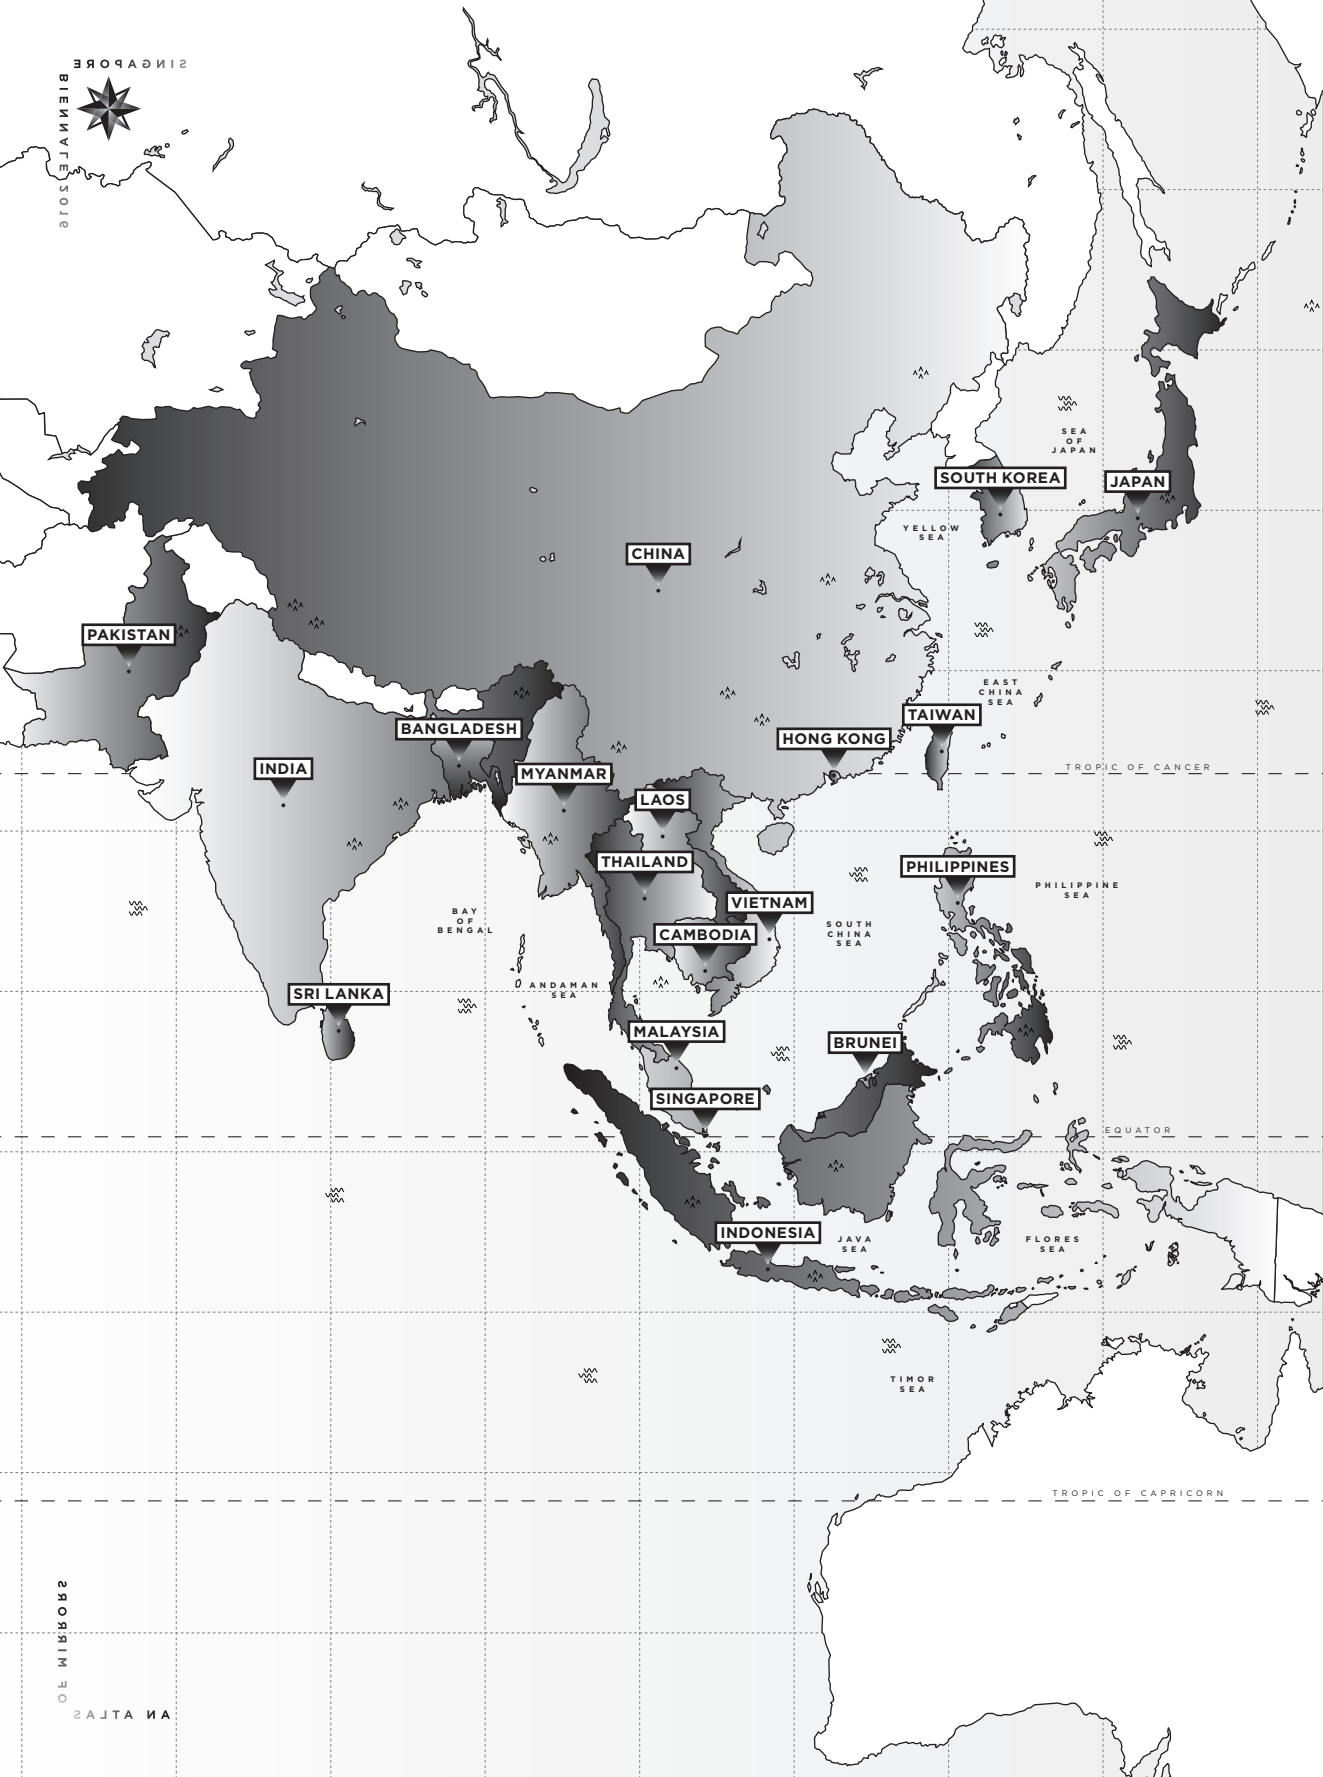 SINGAPORE
BIENNALE 2016
SOUTH KOREA
JAPAN
SEA
OF
JAPAN
YELLOW
SEA
CHINA
PAKISTAN
EAST
CHINA
SEA
TAIWAN
BANGLADESH
HONG KONG
INDIA
MYANMAR
TROPIC OF CANCER
LAOS
THAILAND
PHILIPPINES
PHILIPPINE
SEA
VIETNAM
BAY
OF
BENGAL
CAMBODIA
SOUTH
CHINA
SEA
ANDAMAN
SEA
SRI LANKA
MALAYSIA
BRUNEI
SINGAPORE
EQUATOR
INDONESIA
JAVA
SEA
FLORES
SEA
TIMOR
SEA
TROPIC OF CAPRICORN
AN ATLAS
OF MIRRORS